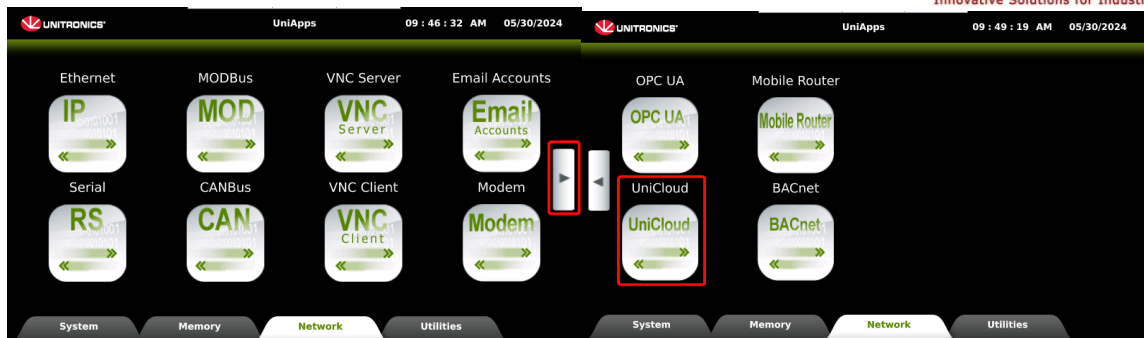 Innovative Solutions for Industr
UNITRONICS UniApps 09 : 46 : 32 AM 05/30/2024
Ethernet MODBus VNC Server Email Accounts
IP MOD VNC Server Email Accounts
Serial CANBus VNC Client Modem
RS CAN VNC Client Modem
System Memory Network Utilities
UNITRONICS UniApps 09 : 49 : 19 AM 05/30/2024
OPC UA Mobile Router
OPC UA Mobile Router
UniCloud BACnet
UniCloud BACnet
System Memory Network Utilities